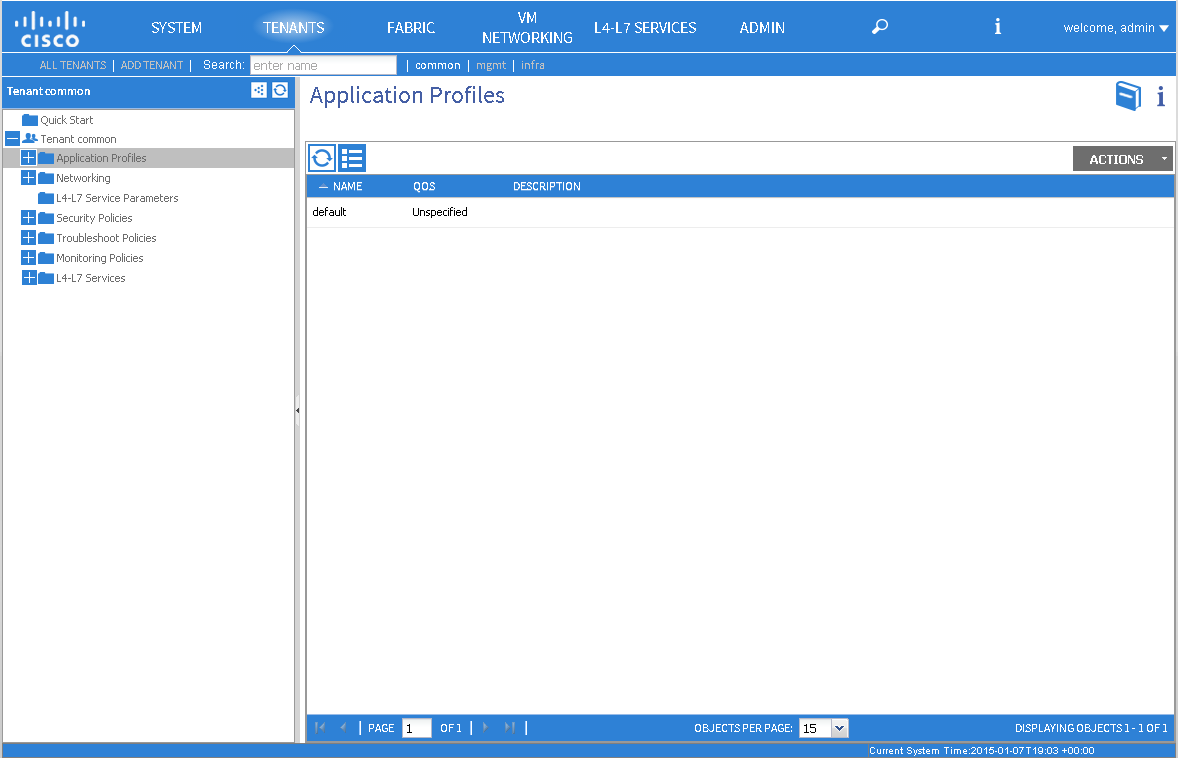 CISCO
SYSTEM
TENANTS
FABRIC
VM
NETWORKING
L4-L7 SERVICES
ADMIN
i
welcome, admin
ALL TENANTS | ADD TENANT | Search: enter name | common | mgmt | infra
Tenant common
Quick Start
Tenant common
Application Profiles
Networking
L4-L7 Service Parameters
Security Policies
Troubleshoot Policies
Monitoring Policies
L4-L7 Services
Application Profiles
i
ACTIONS
NAME QOS DESCRIPTION
default Unspecified
PAGE 1 OF 1
OBJECTS PER PAGE: 15
DISPLAYING OBJECTS 1 - 1 OF 1
Current System Time:2015-01-07T19:03 +00:00